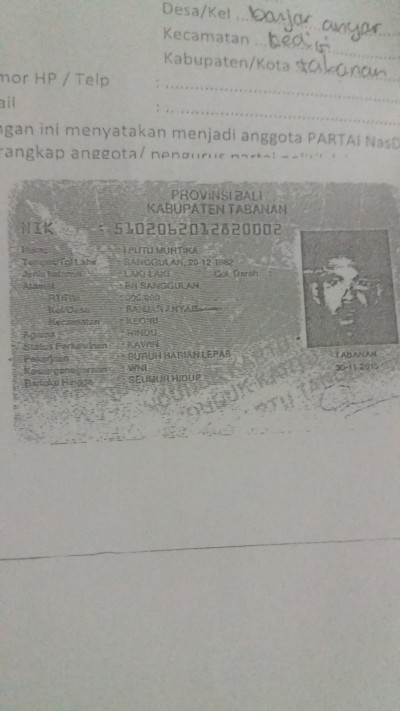 Desa/Kel ... banjar anyar
Kecamatan ... kediri
Kabupaten/Kota tabanan
mor HP / Telp : ............
ail : ............
ngan ini menyatakan menjadi anggota PARTAI NasD
rangkap anggota/ pengurus partai
PROVINSI BALI
KABUPATEN TABANAN
NIK : 5102062012820002
Nama : I PUTU MURTIKA
Tempat/Tgl Lahir : SANGGULAN, 20-12-1982
Jenis Kelamin : LAKI-LAKI Gol. Darah :
Alamat : BR SANGGULAN
RT/RW : 000/000
Kel/Desa : BANJAR ANYAR
Kecamatan : KEDIRI
Agama : HINDU
Status Perkawinan : KAWIN
Pekerjaan : BURUH HARIAN LEPAS
Kewarganegaraan : WNI
Berlaku Hingga : SEUMUR HIDUP
TABANAN
30-11-2015